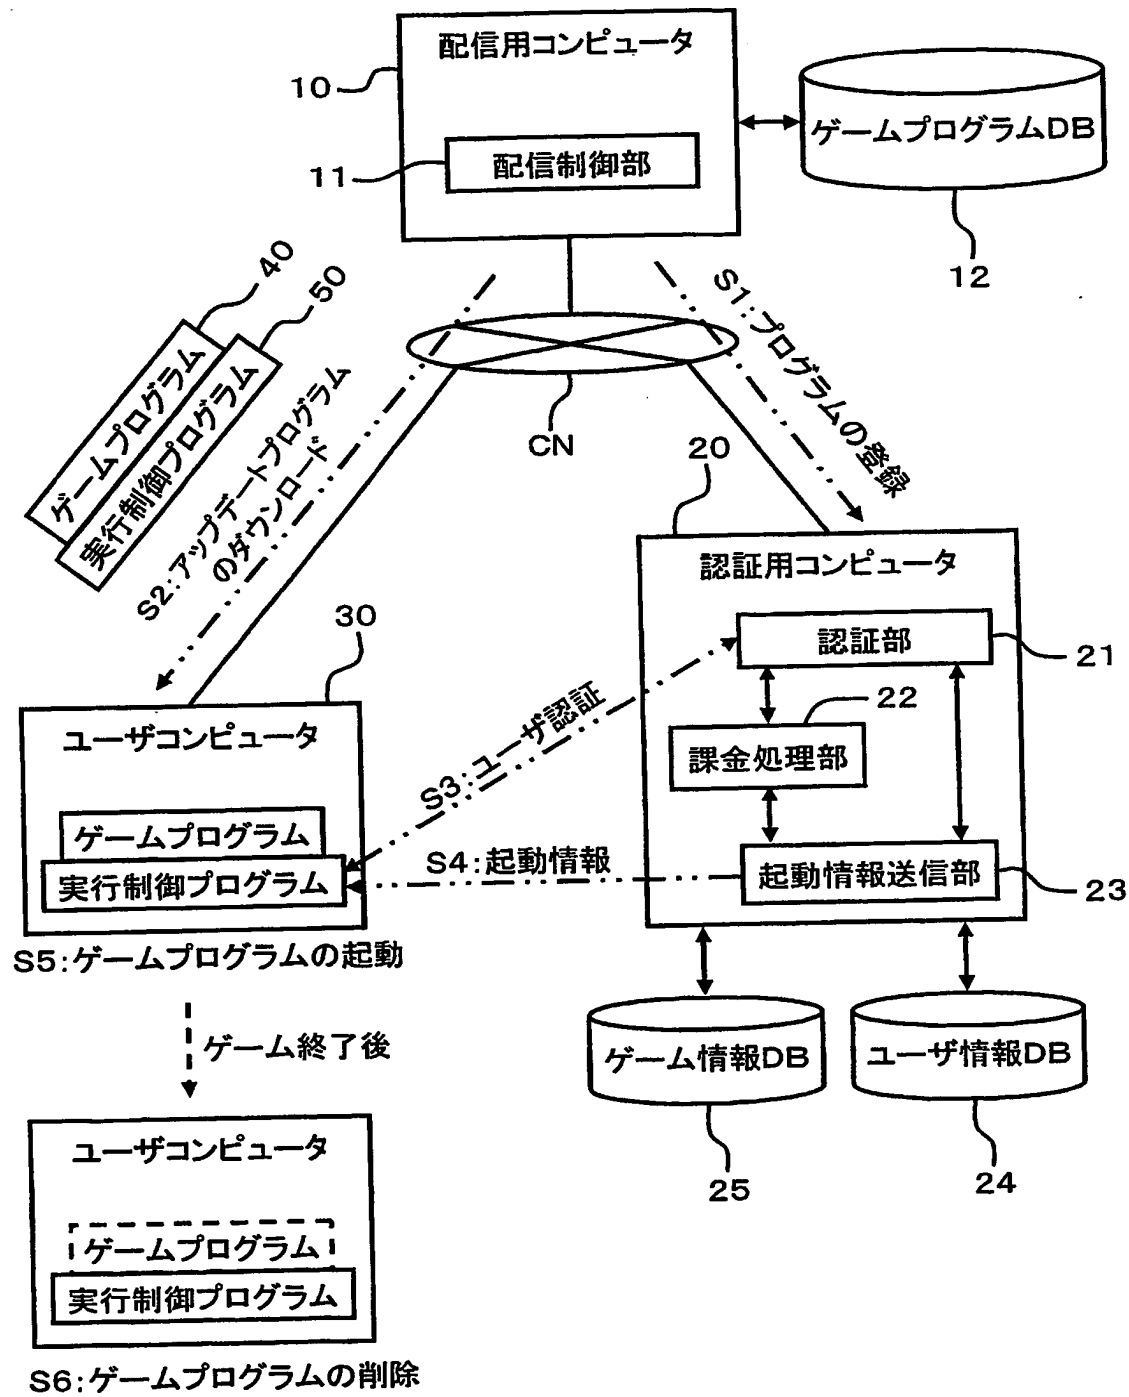 配信用コンピュータ
10
ゲームプログラムDB
配信制御部
11
12
40
50
ゲームプログラム
実行制御プログラム
S1:プログラムの登録
S2:アップデートプログラム
のダウンロード
CN
20
認証用コンピュータ
認証部
21
30
ユーザコンピュータ
22
課金処理部
S3:ユーザ認証
ゲームプログラム
実行制御プログラム
S4:起動情報
起動情報送信部
23
S5:ゲームプログラムの起動
ゲーム終了後
ゲーム情報DB
ユーザ情報DB
25
24
ユーザコンピュータ
ゲームプログラム
実行制御プログラム
S6:ゲームプログラムの削除